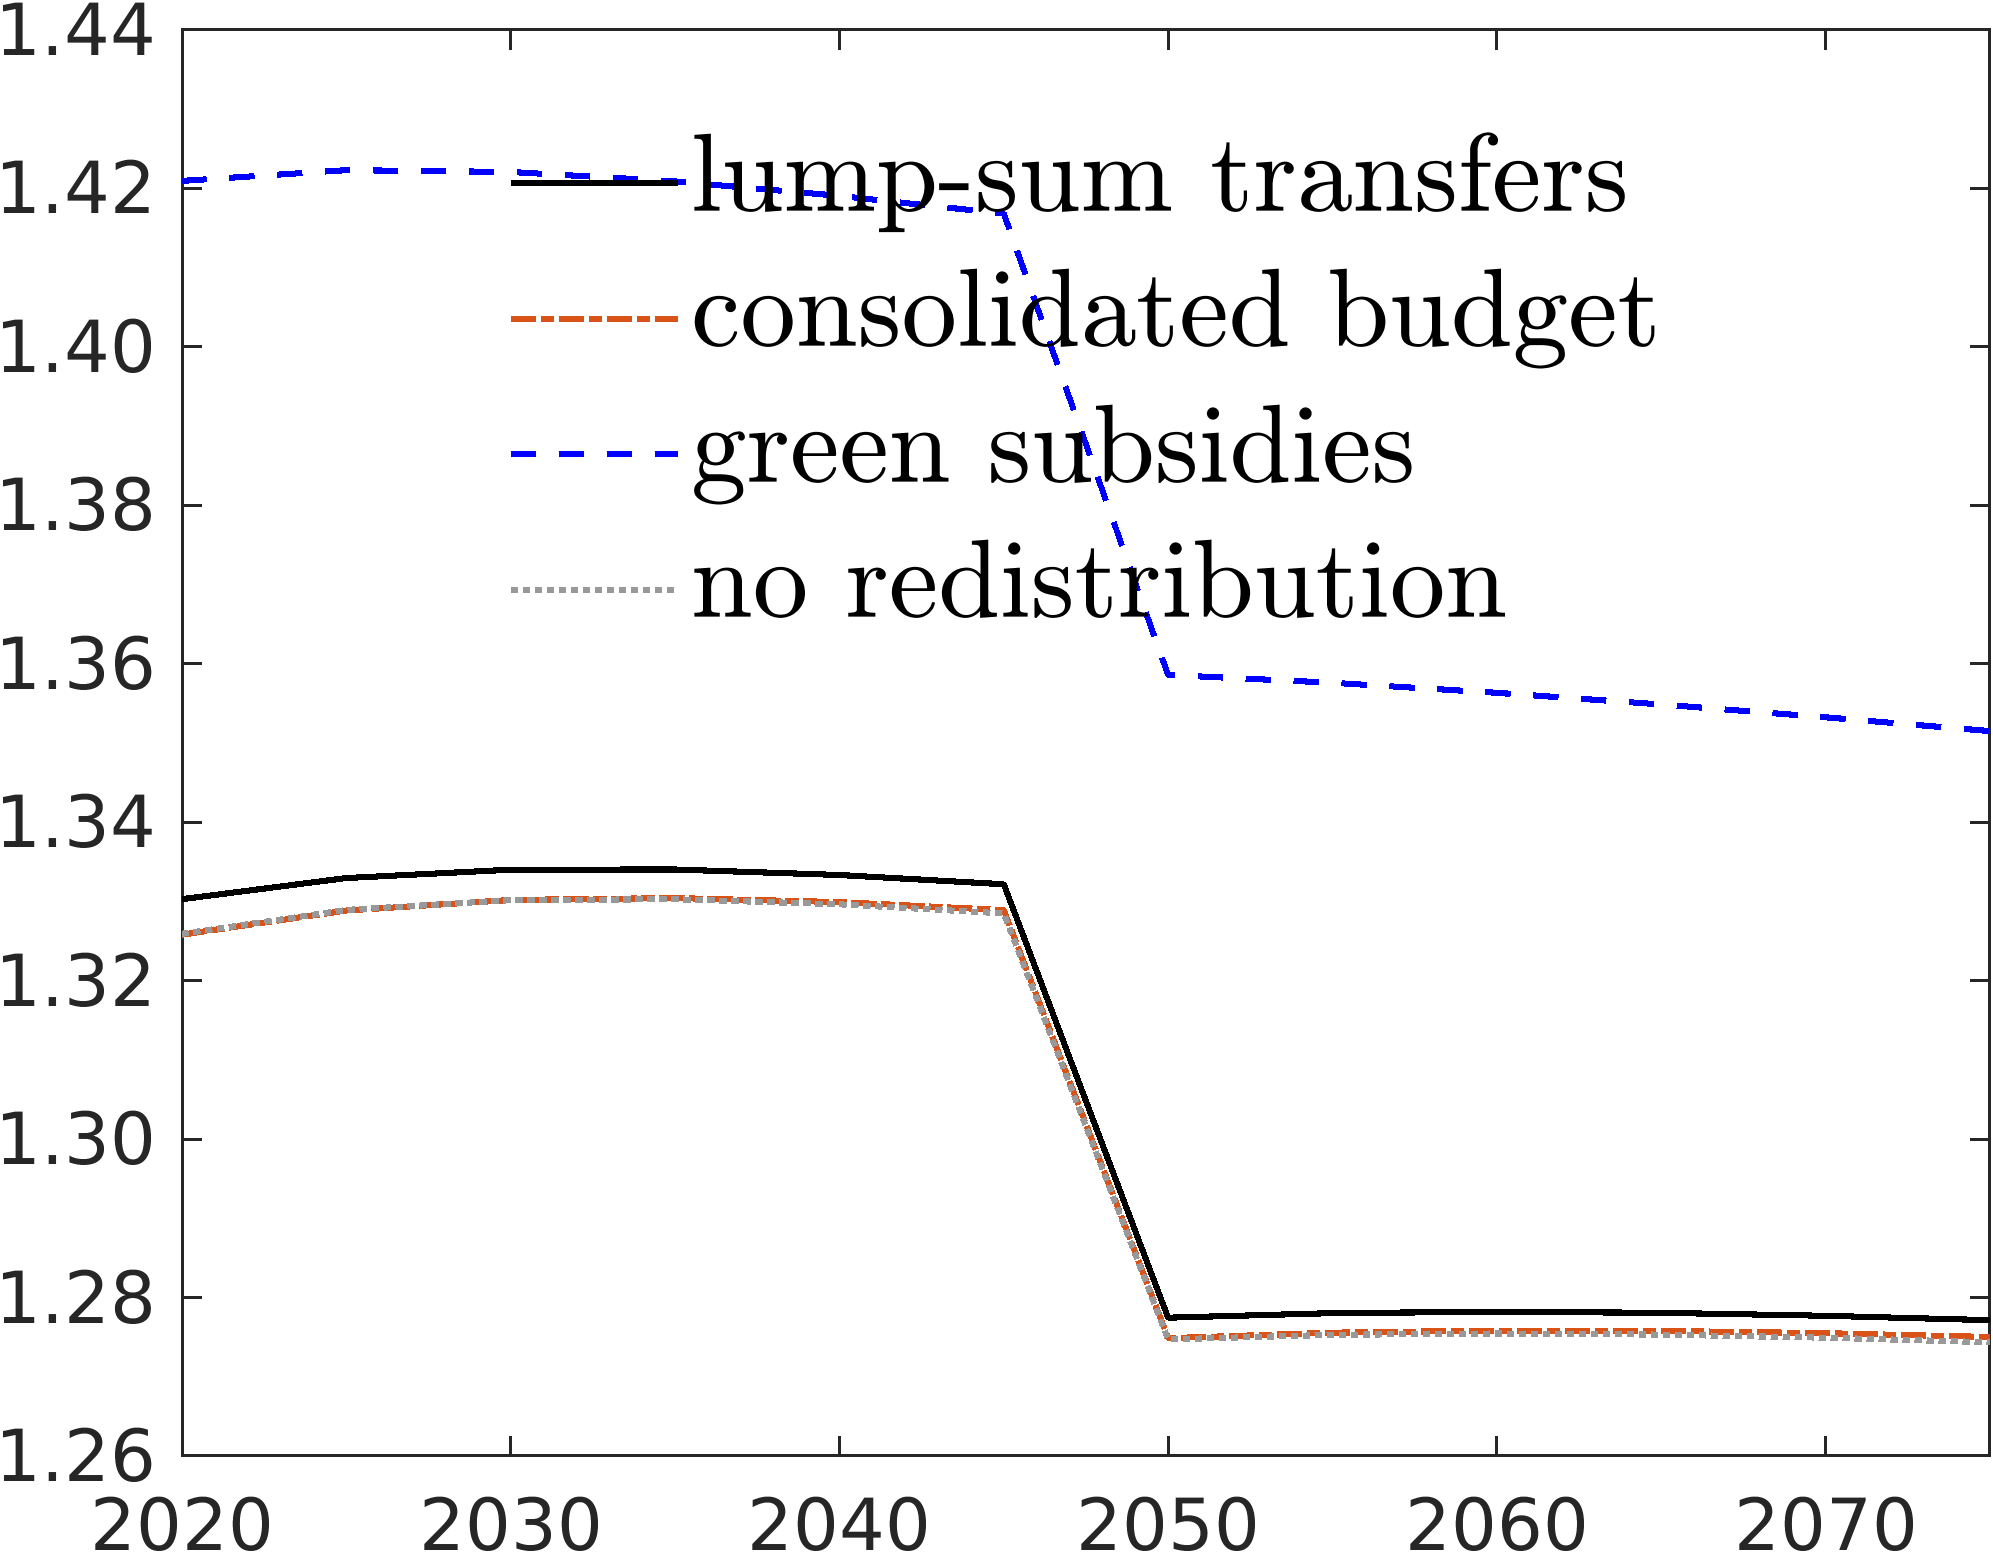 1.44
1.42
1.40
1.38
1.36
1.34
1.32
1.30
1.28
1.26
lump-sum transfers
consolidated budget
green subsidies
no redistribution
2020 2030 2040 2050 2060 2070